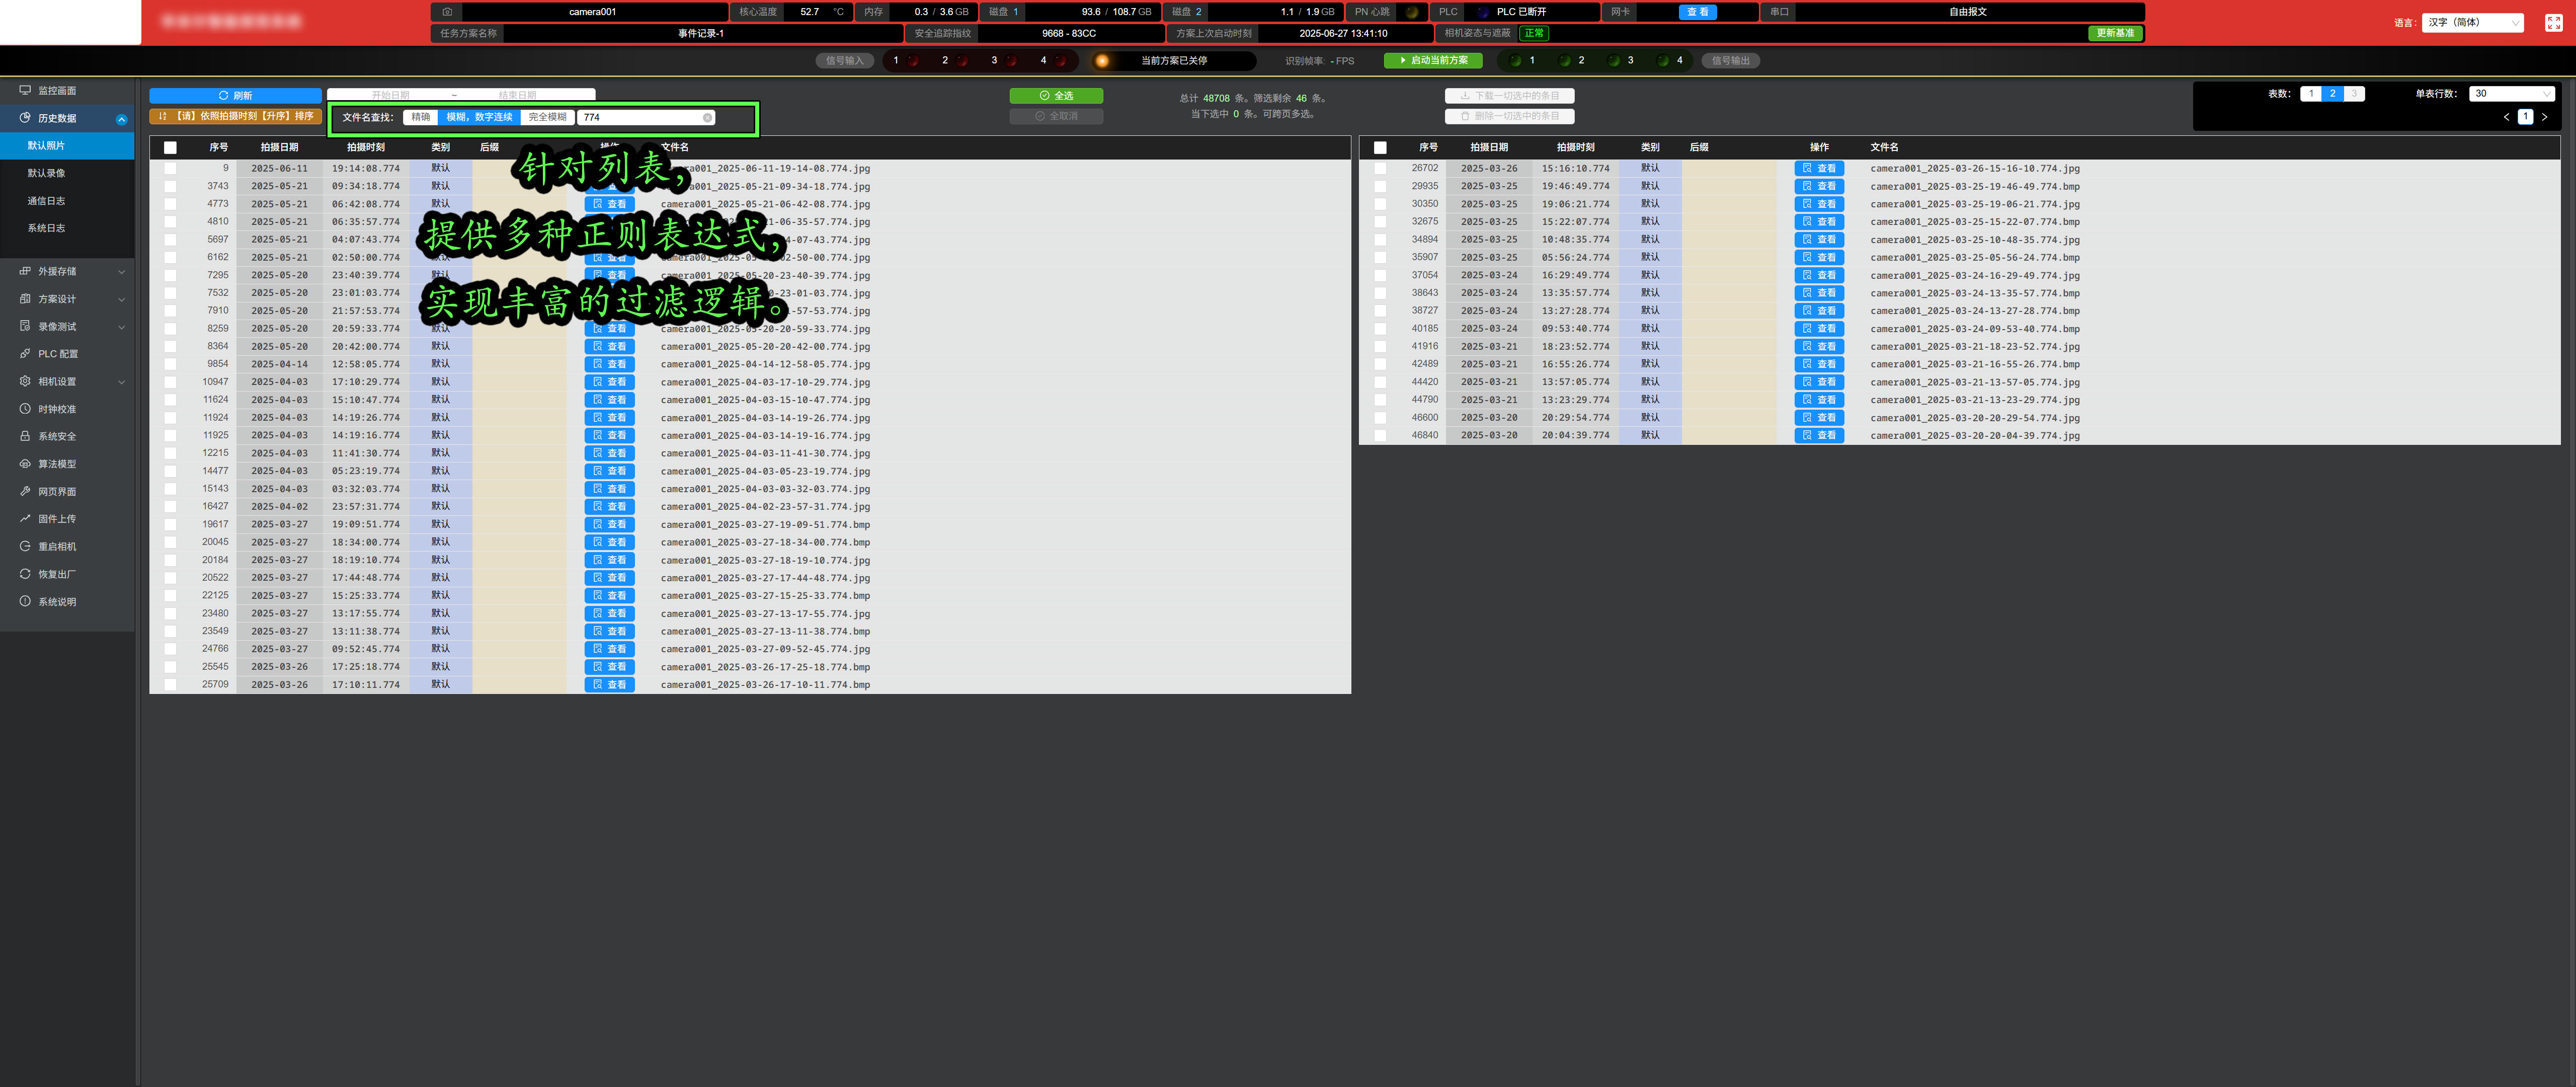 camera001 核心温度 52.7 °C 内存 0.3 / 3.6 GB 磁盘 1 93.6 / 108.7 GB 磁盘 2 1.1 / 1.9 GB PN 心跳 PLC PLC 已断开 网卡 查 看 串口 自由报文
语言: 汉字（简体）
任务方案名称 事件记录-1 安全追踪指纹 9668 - 83CC 方案上次启动时刻 2025-06-27 13:41:10 相机姿态与遮蔽 正常 更新基准
信号输入 1 2 3 4 当前方案已关停 识别帧率: - FPS 启动当前方案 1 2 3 4 信号输出
监控画面
历史数据
默认照片
默认录像
通信日志
系统日志
外援存储
方案设计
录像测试
PLC 配置
相机设置
时钟校准
系统安全
算法模型
网页界面
固件上传
重启相机
恢复出厂
系统说明
刷新 开始日期 ~ 结束日期 全选 总计 48708 条。筛选剩余 46 条。 下载一切选中的条目 表数: 1 2 3 单表行数: 30
【请】依照拍摄时刻【升序】排序 文件名查找: 精确 模糊，数字连续 完全模糊 774 全取消 当下选中 0 条。可跨页多选。 删除一切选中的条目 < 1 >
针对列表，
提供多种正则表达式，
实现丰富的过滤逻辑。
序号 拍摄日期 拍摄时刻 类别 后缀 文件名
9 2025-06-11 19:14:08.774 默认 001_2025-06-11-19-14-08.774.jpg
3743 2025-05-21 09:34:18.774 默认 camera001_2025-05-21-09-34-18.774.jpg
4773 2025-05-21 06:42:08.774 默认 查看 camera001_2025-05-21-06-42-08.774.jpg
4810 2025-05-21 06:35:57.774 默认 1-06-35-57.774.jpg
5697 2025-05-21 04:07:43.774 默认 4-07-43.774.jpg
6162 2025-05-21 02:50:00.774 默认 查看 02-50-00.774.jpg
7295 2025-05-20 23:40:39.774 默认 查看 camera001_2025-05-20-23-40-39.774.jpg
7532 2025-05-20 23:01:03.774 0-23-01-03.774.jpg
7910 2025-05-20 21:57:53.774 -57-53.774.jpg
8259 2025-05-20 20:59:33.774 默认 查看 camera001_2025-05-20-20-59-33.774.jpg
8364 2025-05-20 20:42:00.774 默认 查看 camera001_2025-05-20-20-42-00.774.jpg
9854 2025-04-14 12:58:05.774 默认 查看 camera001_2025-04-14-12-58-05.774.jpg
10947 2025-04-03 17:10:29.774 默认 查看 camera001_2025-04-03-17-10-29.774.jpg
11624 2025-04-03 15:10:47.774 默认 查看 camera001_2025-04-03-15-10-47.774.jpg
11924 2025-04-03 14:19:26.774 默认 查看 camera001_2025-04-03-14-19-26.774.jpg
11925 2025-04-03 14:19:16.774 默认 查看 camera001_2025-04-03-14-19-16.774.jpg
12215 2025-04-03 11:41:30.774 默认 查看 camera001_2025-04-03-11-41-30.774.jpg
14477 2025-04-03 05:23:19.774 默认 查看 camera001_2025-04-03-05-23-19.774.jpg
15143 2025-04-03 03:32:03.774 默认 查看 camera001_2025-04-03-03-32-03.774.jpg
16427 2025-04-02 23:57:31.774 默认 查看 camera001_2025-04-02-23-57-31.774.jpg
19617 2025-03-27 19:09:51.774 默认 查看 camera001_2025-03-27-19-09-51.774.bmp
20045 2025-03-27 18:34:00.774 默认 查看 camera001_2025-03-27-18-34-00.774.bmp
20184 2025-03-27 18:19:10.774 默认 查看 camera001_2025-03-27-18-19-10.774.jpg
20522 2025-03-27 17:44:48.774 默认 查看 camera001_2025-03-27-17-44-48.774.jpg
22125 2025-03-27 15:25:33.774 默认 查看 camera001_2025-03-27-15-25-33.774.bmp
23480 2025-03-27 13:17:55.774 默认 查看 camera001_2025-03-27-13-17-55.774.jpg
23549 2025-03-27 13:11:38.774 默认 查看 camera001_2025-03-27-13-11-38.774.bmp
24766 2025-03-27 09:52:45.774 默认 查看 camera001_2025-03-27-09-52-45.774.jpg
25545 2025-03-26 17:25:18.774 默认 查看 camera001_2025-03-26-17-25-18.774.bmp
25709 2025-03-26 17:10:11.774 默认 查看 camera001_2025-03-26-17-10-11.774.bmp
序号 拍摄日期 拍摄时刻 类别 后缀 操作 文件名
26702 2025-03-26 15:16:10.774 默认 查看 camera001_2025-03-26-15-16-10.774.jpg
29935 2025-03-25 19:46:49.774 默认 查看 camera001_2025-03-25-19-46-49.774.bmp
30350 2025-03-25 19:06:21.774 默认 查看 camera001_2025-03-25-19-06-21.774.jpg
32675 2025-03-25 15:22:07.774 默认 查看 camera001_2025-03-25-15-22-07.774.bmp
34894 2025-03-25 10:48:35.774 默认 查看 camera001_2025-03-25-10-48-35.774.jpg
35907 2025-03-25 05:56:24.774 默认 查看 camera001_2025-03-25-05-56-24.774.bmp
37054 2025-03-24 16:29:49.774 默认 查看 camera001_2025-03-24-16-29-49.774.jpg
38643 2025-03-24 13:35:57.774 默认 查看 camera001_2025-03-24-13-35-57.774.bmp
38727 2025-03-24 13:27:28.774 默认 查看 camera001_2025-03-24-13-27-28.774.bmp
40185 2025-03-24 09:53:40.774 默认 查看 camera001_2025-03-24-09-53-40.774.bmp
41916 2025-03-21 18:23:52.774 默认 查看 camera001_2025-03-21-18-23-52.774.jpg
42489 2025-03-21 16:55:26.774 默认 查看 camera001_2025-03-21-16-55-26.774.bmp
44420 2025-03-21 13:57:05.774 默认 查看 camera001_2025-03-21-13-57-05.774.jpg
44790 2025-03-21 13:23:29.774 默认 查看 camera001_2025-03-21-13-23-29.774.jpg
46600 2025-03-20 20:29:54.774 默认 查看 camera001_2025-03-20-20-29-54.774.jpg
46840 2025-03-20 20:04:39.774 默认 查看 camera001_2025-03-20-20-04-39.774.jpg